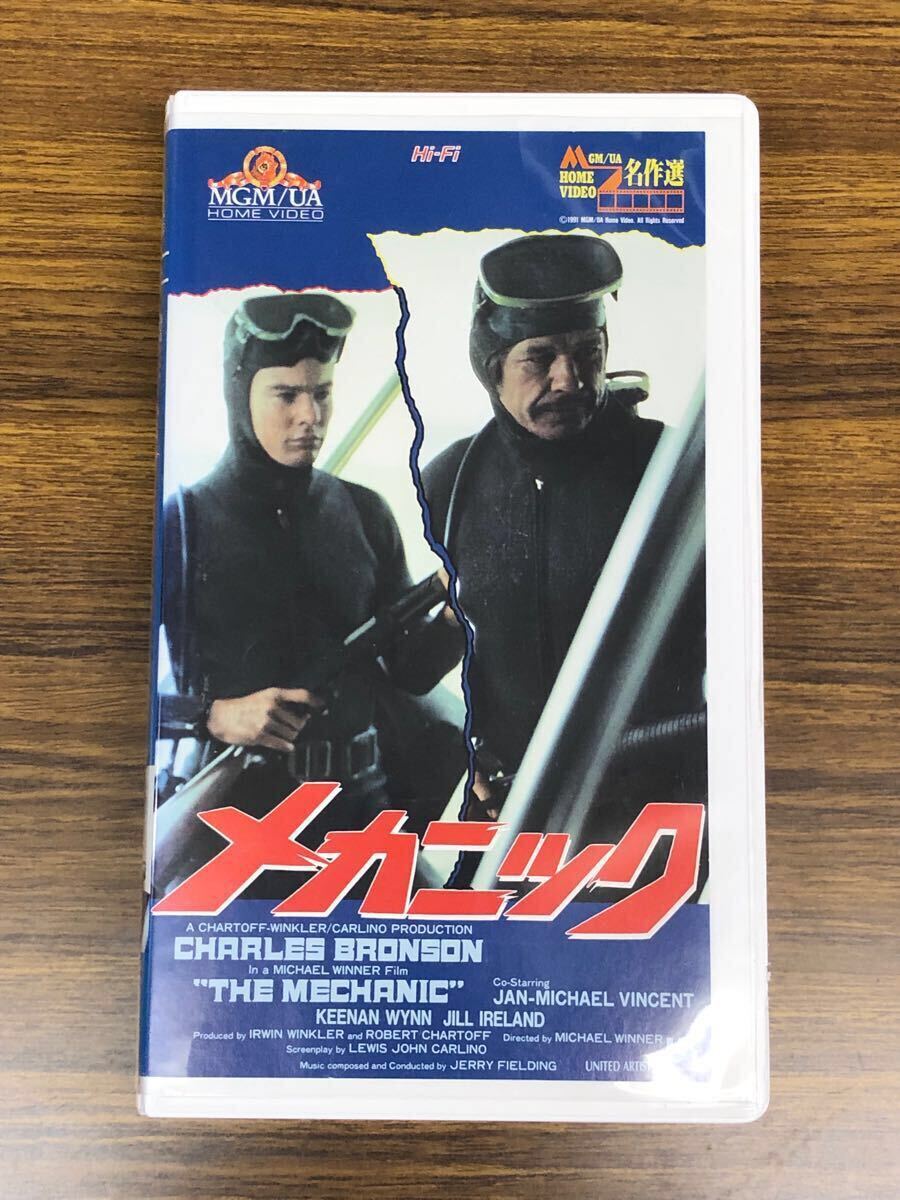 MGM/UA
HOME VIDEO
Hi-Fi
MGM/UA
HOME
VIDEO
名作選
©1991 MGM/UA Home Video. All Rights Reserved
メカニック
A CHARTOFF-WINKLER/CARLINO PRODUCTION
CHARLES BRONSON
In a MICHAEL WINNER Film
"THE MECHANIC"
Co-Starring
JAN-MICHAEL VINCENT
KEENAN WYNN JILL IRELAND
Produced by IRWIN WINKLER and ROBERT CHARTOFF Directed by MICHAEL WINNER
Screenplay by LEWIS JOHN CARLINO
Music composed and Conducted by JERRY FIELDING
UNITED